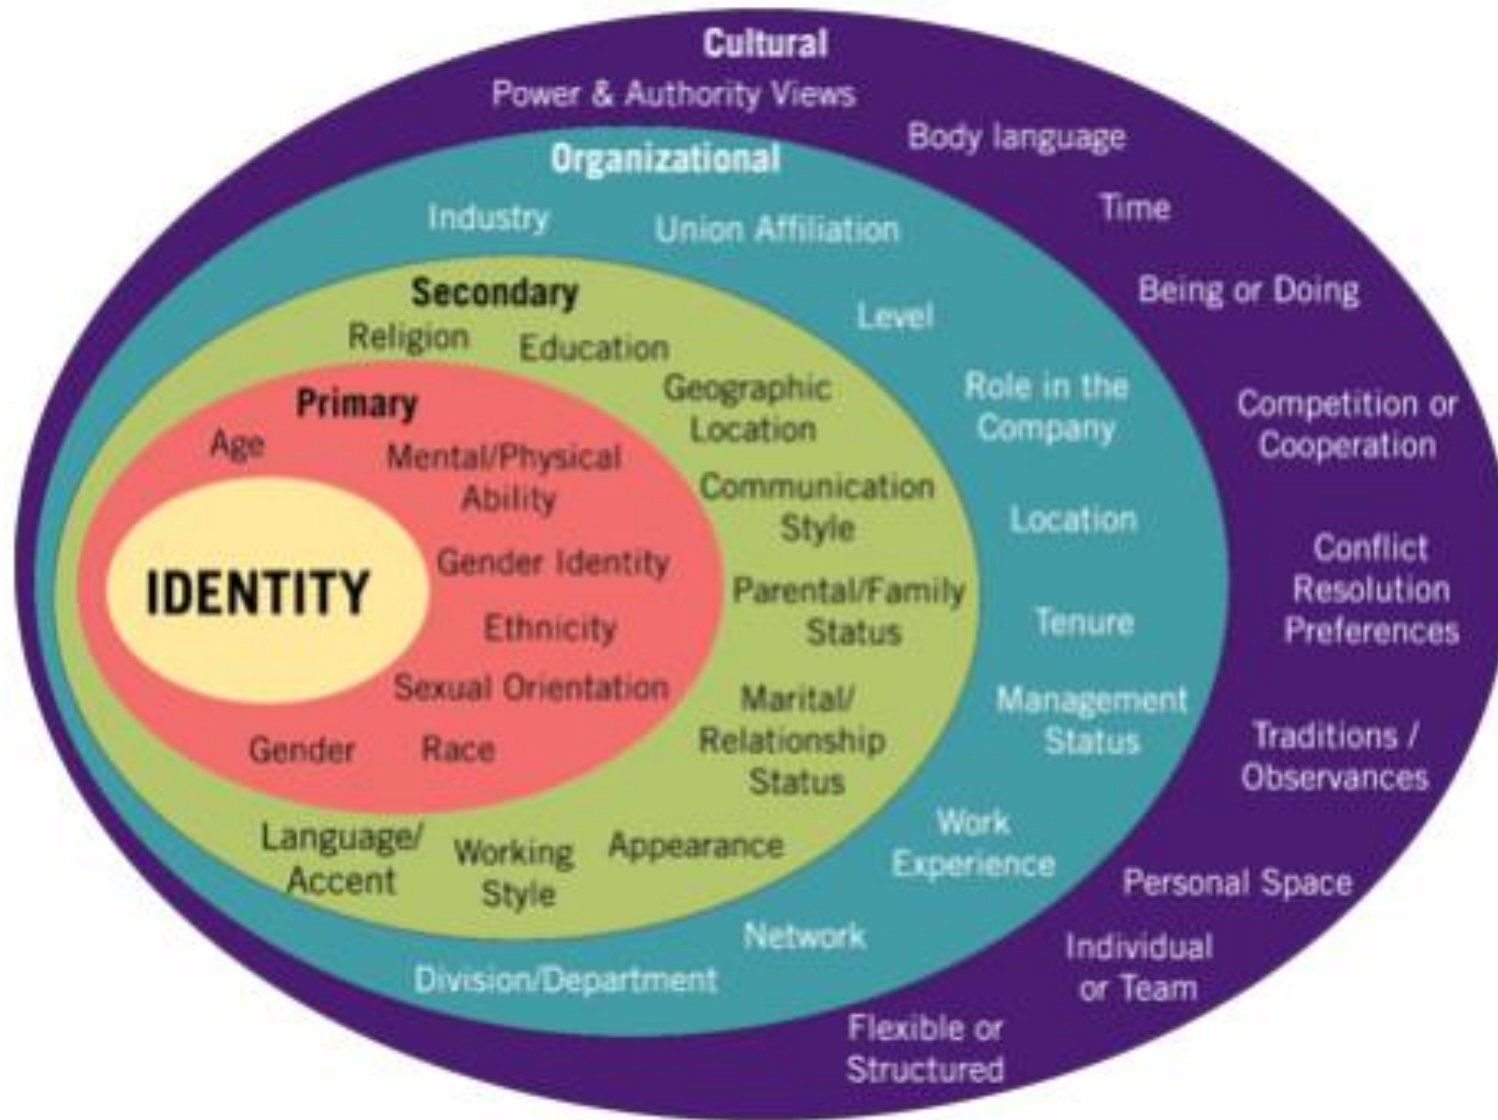 Cultural
Power & Authority Views
Body language
Time
Being or Doing
Competition or
Cooperation
Conflict
Resolution
Preferences
Traditions /
Observances
Personal Space
Individual
or Team
Flexible or
Structured
Organizational
Industry
Union Affiliation
Level
Role in the
Company
Location
Tenure
Management
Status
Work
Experience
Network
Division/Department
Secondary
Religion
Education
Geographic
Location
Communication
Style
Parental/Family
Status
Marital/
Relationship
Status
Appearance
Working
Style
Language/
Accent
Primary
Age
Mental/Physical
Ability
Gender Identity
Ethnicity
Sexual Orientation
Race
Gender
IDENTITY